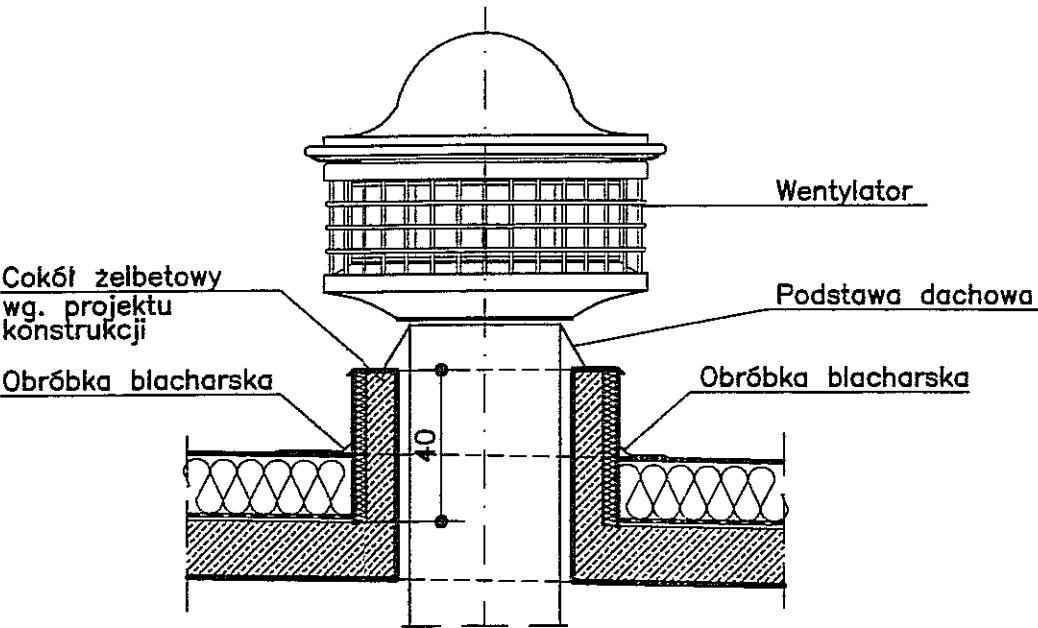 Wentylator
Cokół żelbetowy
wg. projektu
konstrukcji
Podstawa dachowa
Obróbka blacharska
Obróbka blacharska
40